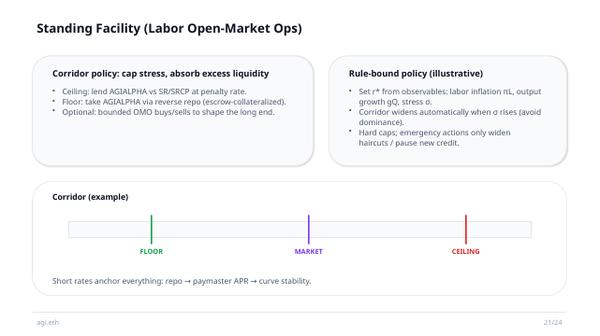 Standing Facility (Labor Open-Market Ops)
Corridor policy: cap stress, absorb excess liquidity
• Ceiling: lend AGIALPHA vs SR/SRCP at penalty rate.
• Floor: take AGIALPHA via reverse repo (escrow-collateralized).
• Optional: bounded OMO buys/sells to shape the long end.
Rule-bound policy (illustrative)
• Set r* from observables: labor inflation πL, output
growth gQ, stress σ.
• Corridor widens automatically when σ rises (avoid
dominance).
• Hard caps; emergency actions only widen
haircuts / pause new credit.
Corridor (example)
FLOOR
MARKET
CEILING
Short rates anchor everything: repo → paymaster APR → curve stability.
agi.eth
21/24